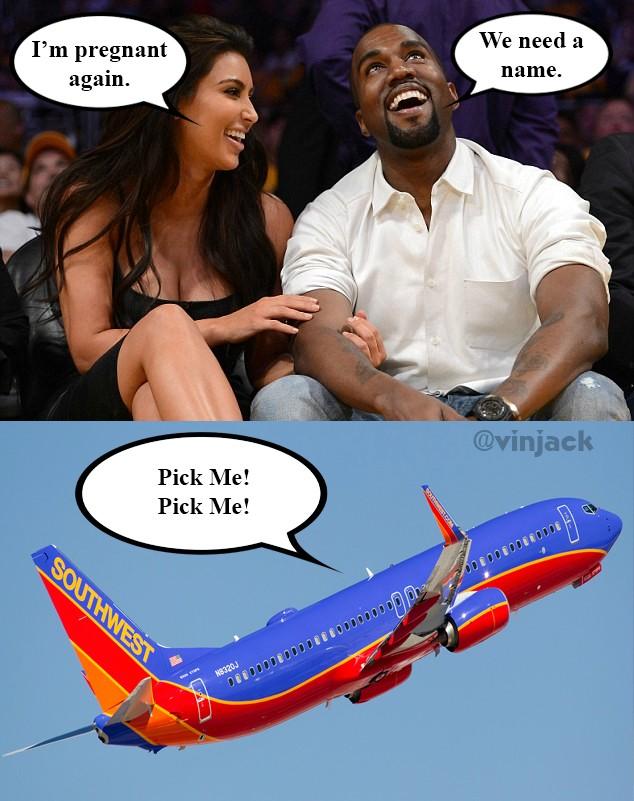 I'm pregnant
again.
We need a
name.
@vinjack
Pick Me!
Pick Me!
SOUTHWEST
N8320J